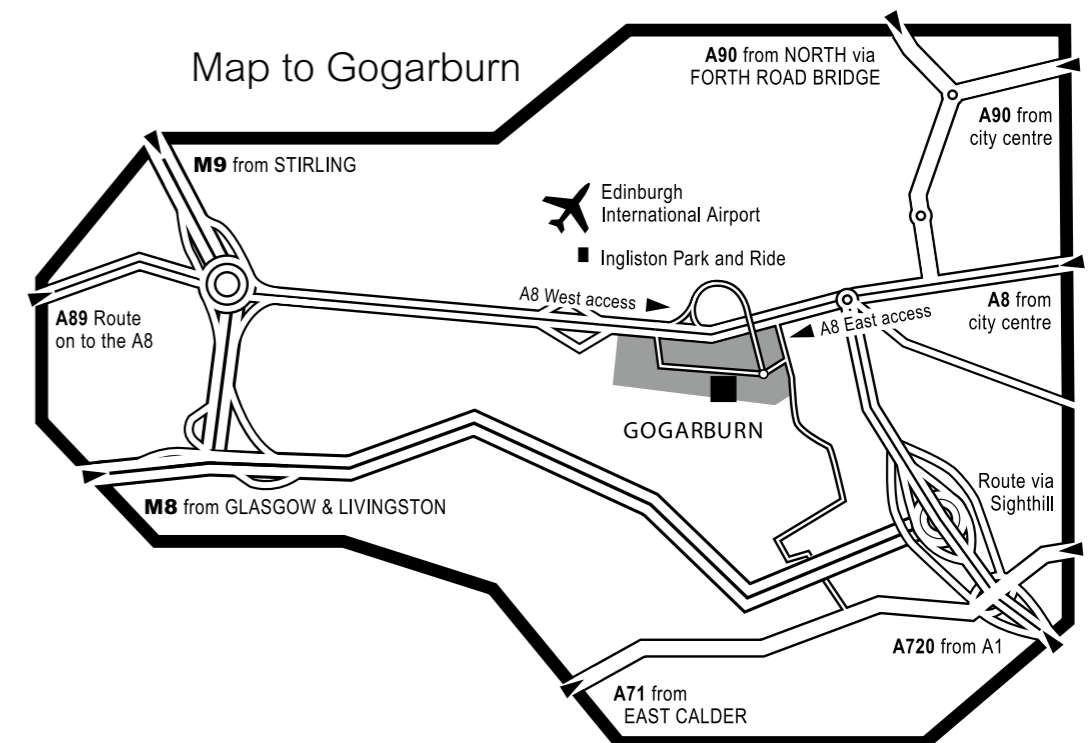 Map to Gogarburn
A90 from NORTH via
FORTH ROAD BRIDGE
A90 from
city centre
M9 from STIRLING
Edinburgh
International Airport
Ingliston Park and Ride
A8 West access
A89 Route
on to the A8
A8 from
city centre
A8 East access
GOGARBURN
Route via
Sighthill
M8 from GLASGOW & LIVINGSTON
A720 from A1
A71 from
EAST CALDER